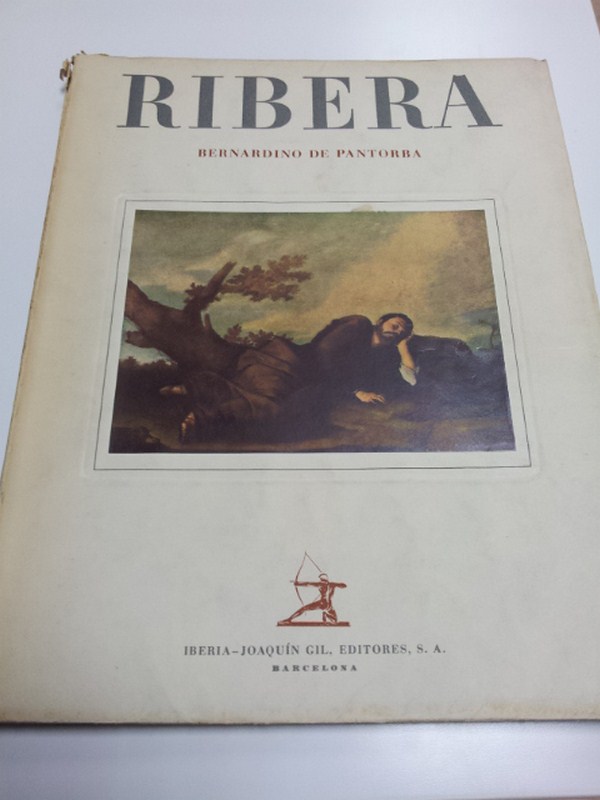 RIBERA
BERNARDINO DE PANTORBA
IBERIA–JOAQUÍN GIL, EDITORES, S. A.
BARCELONA